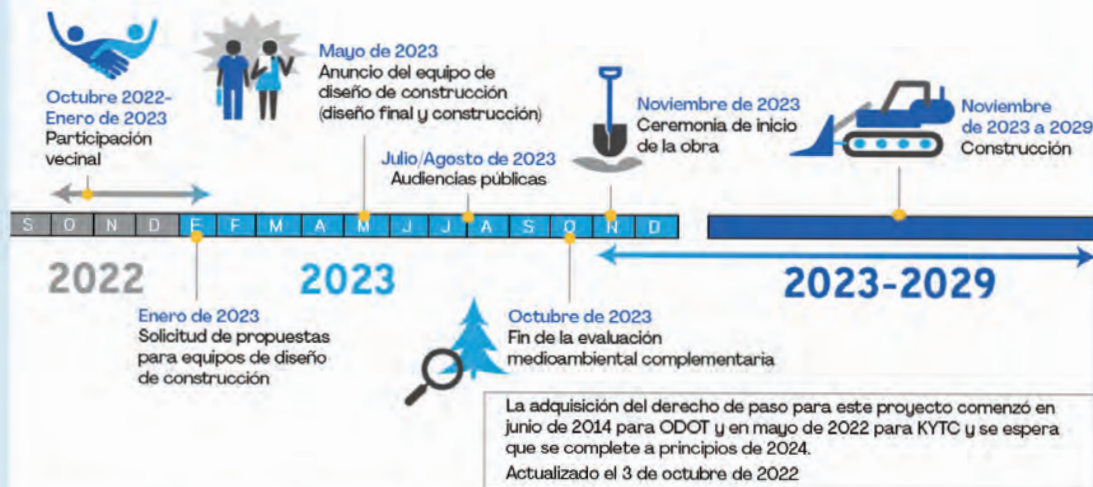 Octubre 2022-
Enero de 2023
Participación
vecinal
Mayo de 2023
Anuncio del equipo de
diseño de construcción
(diseño final y construcción)
Julio/Agosto de 2023
Audiencias públicas
Noviembre de 2023
Ceremonia de inicio
de la obra
Noviembre
de 2023 a 2029
Construcción
S O N D E F M A M J J A S O N D
2022
2023
2023-2029
Enero de 2023
Solicitud de propuestas
para equipos de diseño
de construcción
Octubre de 2023
Fin de la evaluación
medioambiental complementaria
La adquisición del derecho de paso para este proyecto comenzó en
junio de 2014 para ODOT y en mayo de 2022 para KYTC y se espera
que se complete a principios de 2024.
Actualizado el 3 de octubre de 2022